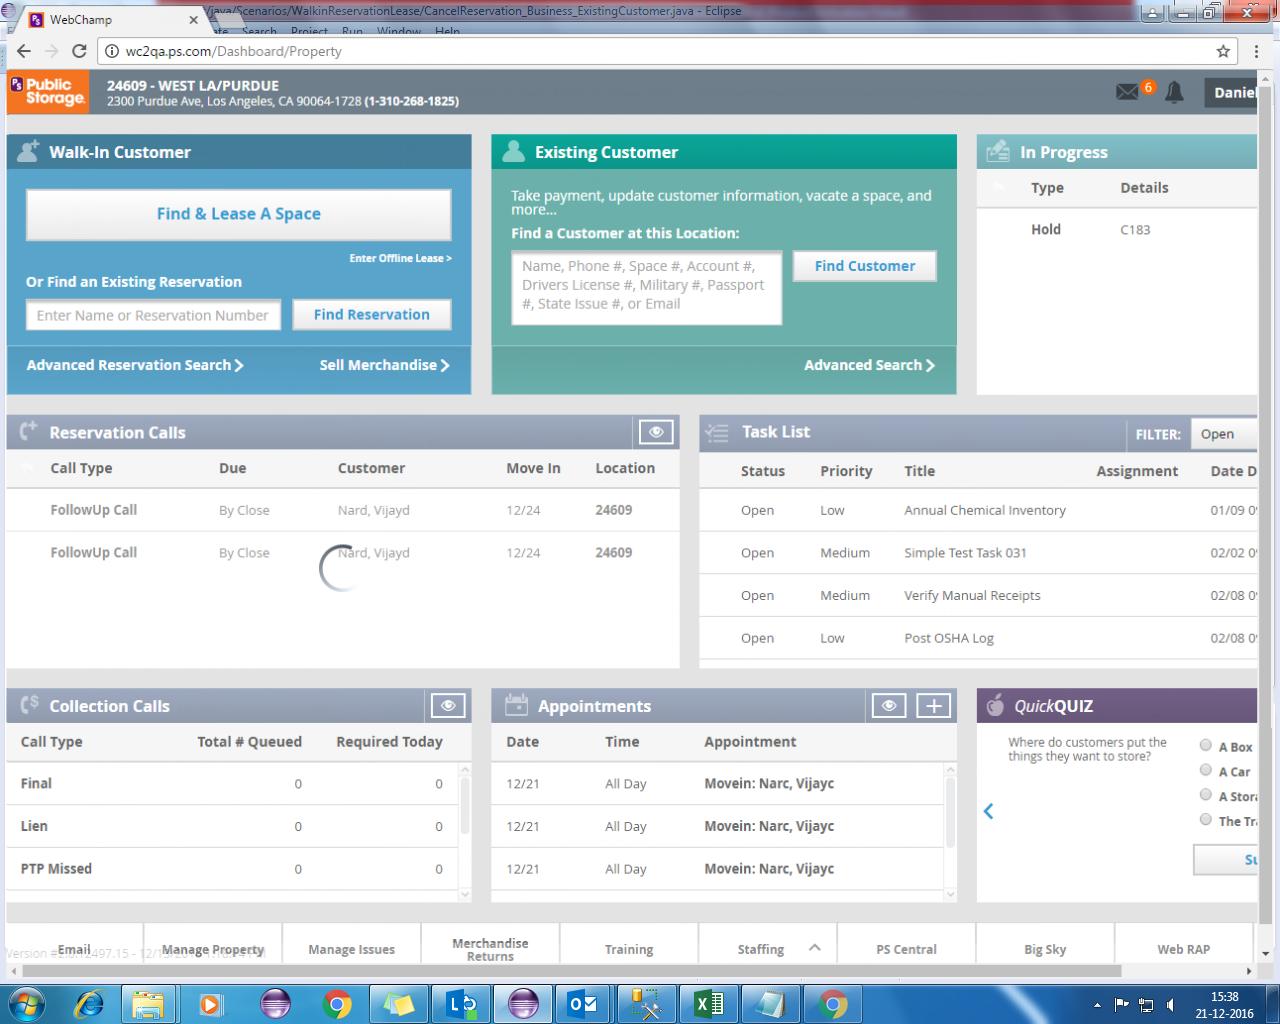 WebChamp
/java/Scenarios/WalkinReservationLease/CancelReservation_Business_ExistingCustomer.java - Eclipse
Search Project Run Window Help
wc2qa.ps.com/Dashboard/Property
Public Storage.
24609 - WEST LA/PURDUE
2300 Purdue Ave, Los Angeles, CA 90064-1728 (1-310-268-1825)
6
Daniel
Walk-In Customer
Find & Lease A Space
Enter Offline Lease >
Or Find an Existing Reservation
Enter Name or Reservation Number
Find Reservation
Advanced Reservation Search
Sell Merchandise
Existing Customer
Take payment, update customer information, vacate a space, and
more...
Find a Customer at this Location:
Name, Phone #, Space #, Account #,
Drivers License #, Military #, Passport
#, State Issue #, or Email
Find Customer
Advanced Search
In Progress
Type Details
Hold C183
Reservation Calls
Call Type Due Customer Move In Location
FollowUp Call By Close Nard, Vijayd 12/24 24609
FollowUp Call By Close Nard, Vijayd 12/24 24609
Task List
FILTER: Open
Status Priority Title Assignment Date D
Open Low Annual Chemical Inventory 01/09 0
Open Medium Simple Test Task 031 02/02 0
Open Medium Verify Manual Receipts 02/08 0
Open Low Post OSHA Log 02/08 0
Collection Calls
Call Type Total # Queued Required Today
Final 0 0
Lien 0 0
PTP Missed 0 0
Appointments
Date Time Appointment
12/21 All Day Movein: Narc, Vijayc
12/21 All Day Movein: Narc, Vijayc
12/21 All Day Movein: Narc, Vijayc
QuickQUIZ
Where do customers put the
things they want to store?
A Box
A Car
A Stor
The Tr
Su
Email
Manage Property
Manage Issues
Merchandise
Returns
Training
Staffing
PS Central
Big Sky
Web RAP
15:38
21-12-2016